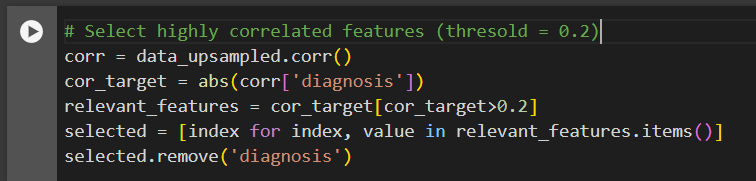 # Select highly correlated features (thresold = 0.2)
corr = data_upsampled.corr()
cor_target = abs(corr['diagnosis'])
relevant_features = cor_target[cor_target>0.2]
selected = [index for index, value in relevant_features.items()]
selected.remove('diagnosis')